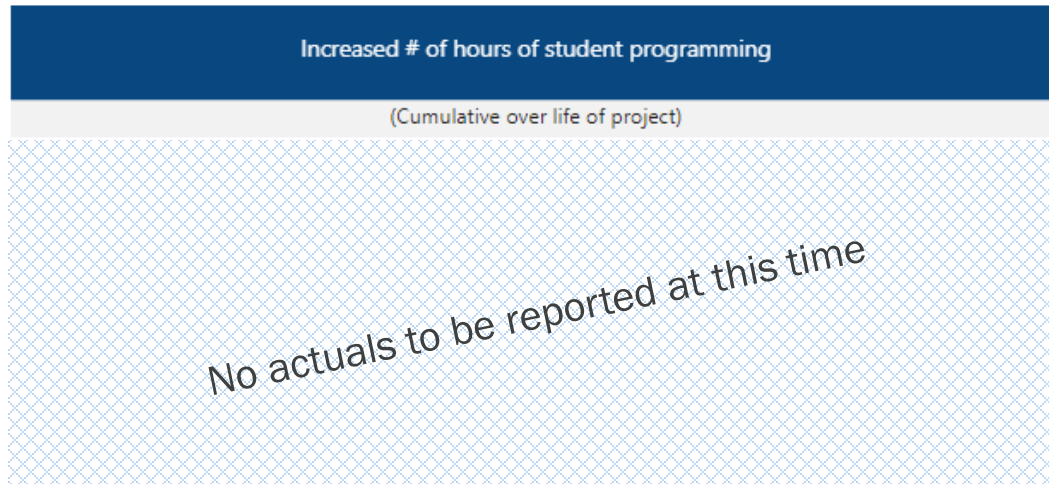 Increased # of hours of student programming
(Cumulative over life of project)
No actuals to be reported at this time